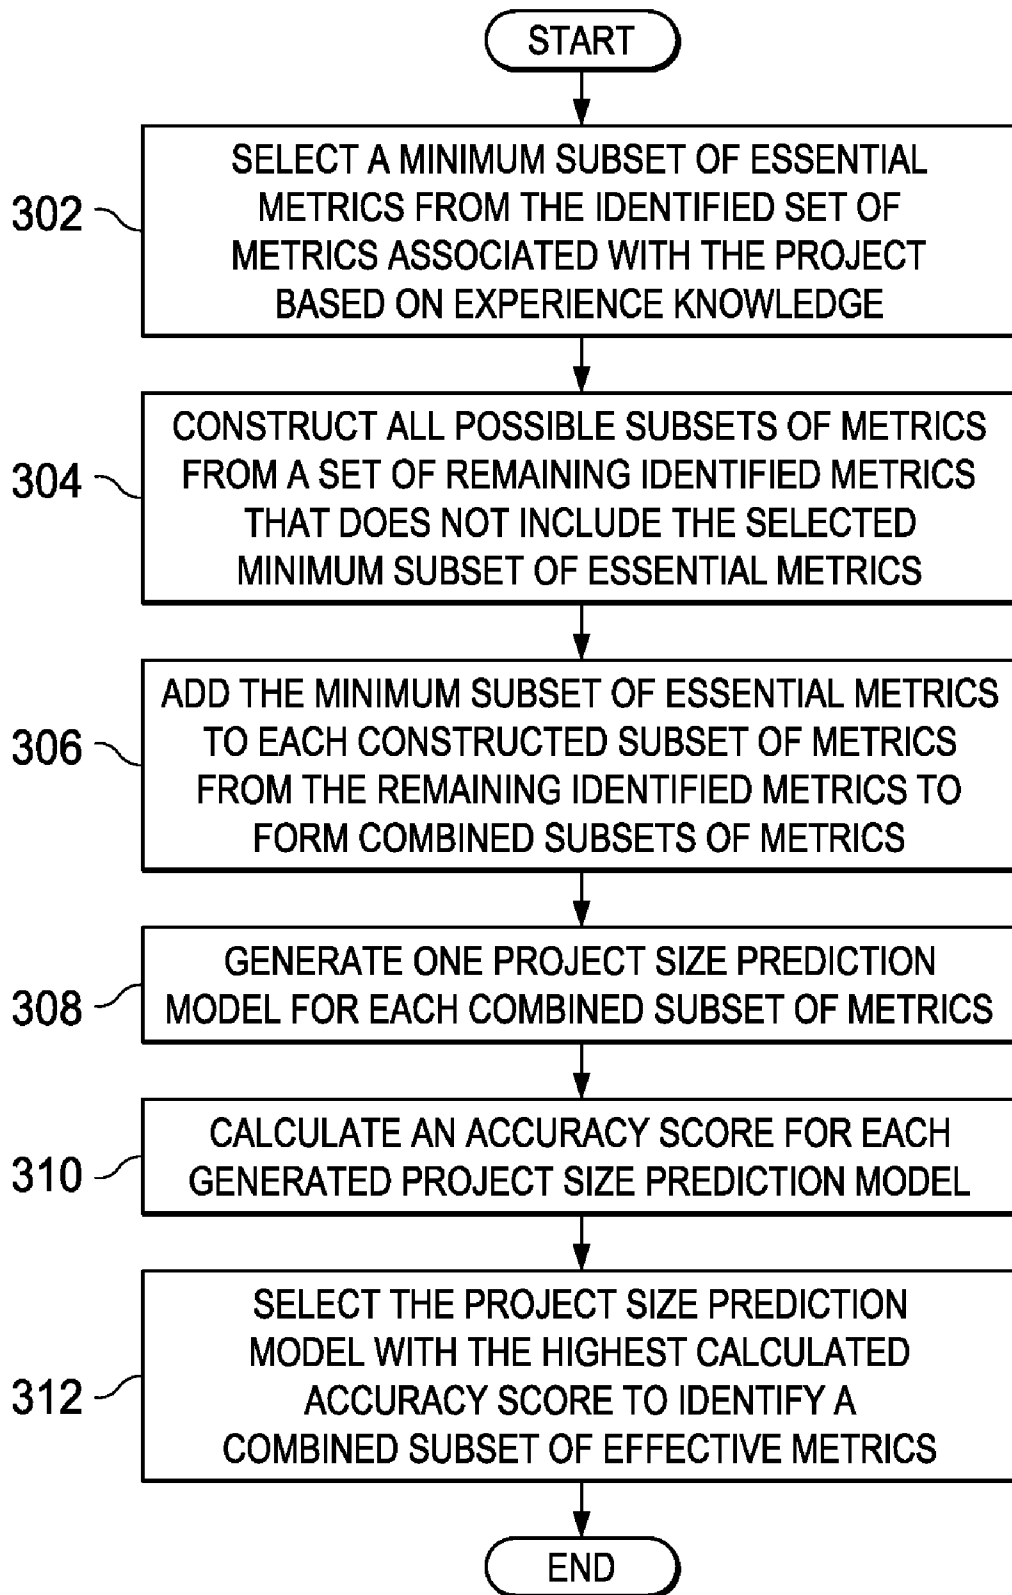 START
302
SELECT A MINIMUM SUBSET OF ESSENTIAL
METRICS FROM THE IDENTIFIED SET OF
METRICS ASSOCIATED WITH THE PROJECT
BASED ON EXPERIENCE KNOWLEDGE
304
CONSTRUCT ALL POSSIBLE SUBSETS OF METRICS
FROM A SET OF REMAINING IDENTIFIED METRICS
THAT DOES NOT INCLUDE THE SELECTED
MINIMUM SUBSET OF ESSENTIAL METRICS
306
ADD THE MINIMUM SUBSET OF ESSENTIAL METRICS
TO EACH CONSTRUCTED SUBSET OF METRICS
FROM THE REMAINING IDENTIFIED METRICS TO
FORM COMBINED SUBSETS OF METRICS
308
GENERATE ONE PROJECT SIZE PREDICTION
MODEL FOR EACH COMBINED SUBSET OF METRICS
310
CALCULATE AN ACCURACY SCORE FOR EACH
GENERATED PROJECT SIZE PREDICTION MODEL
312
SELECT THE PROJECT SIZE PREDICTION
MODEL WITH THE HIGHEST CALCULATED
ACCURACY SCORE TO IDENTIFY A
COMBINED SUBSET OF EFFECTIVE METRICS
END